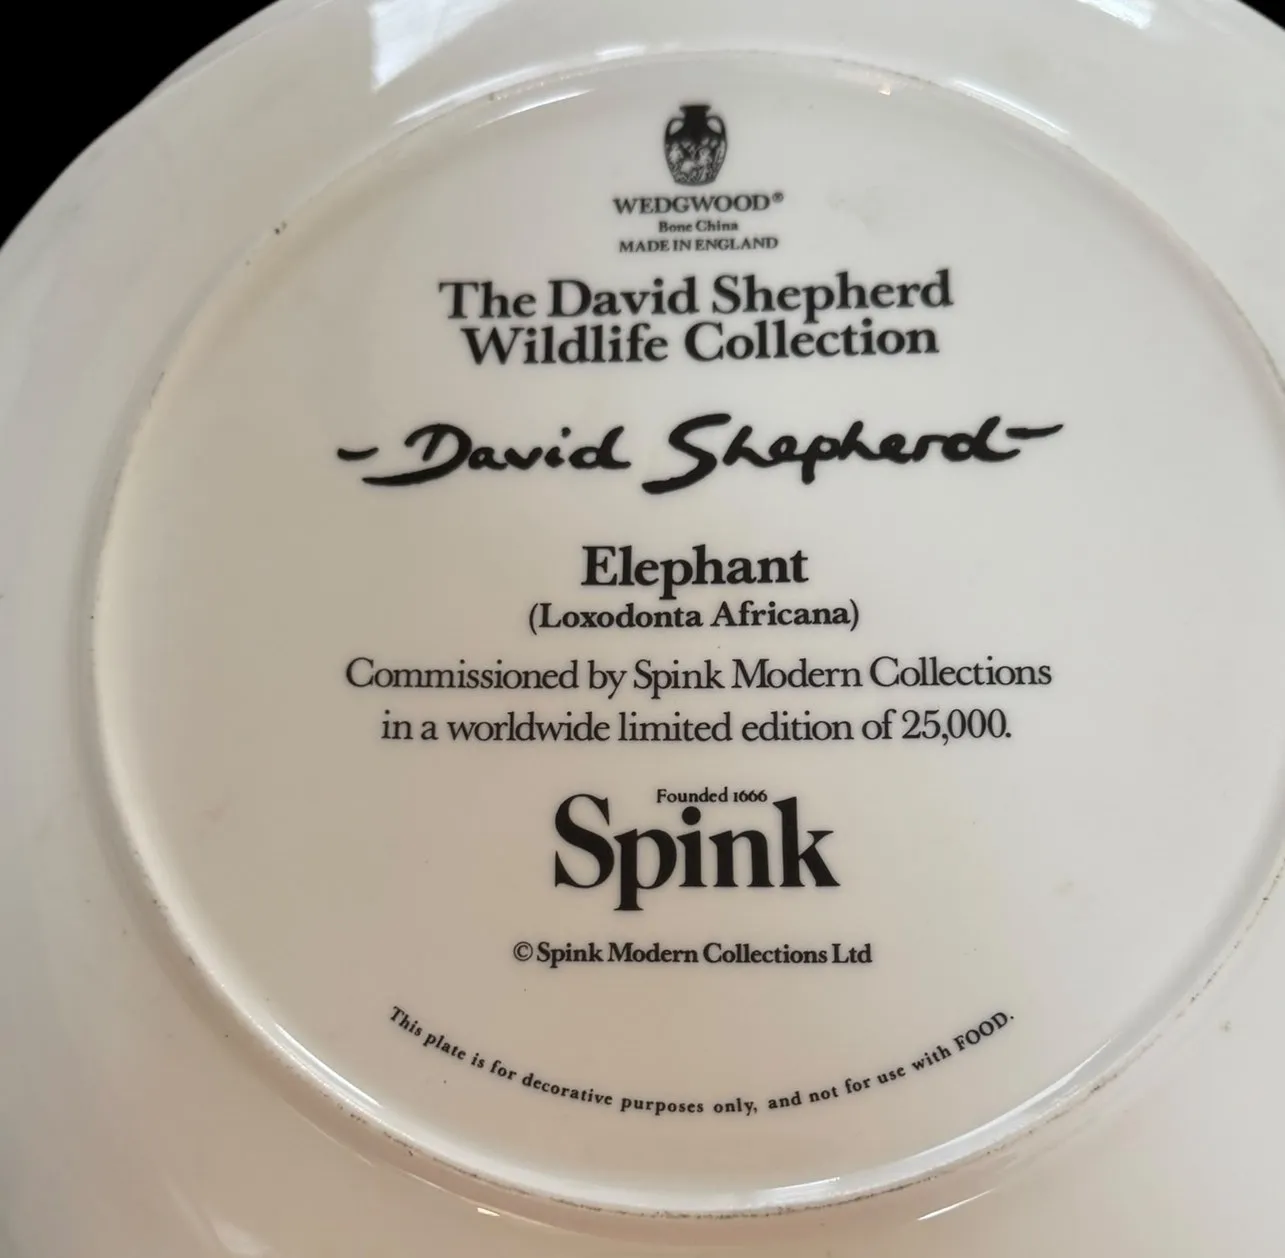 WEDGWOOD®
Bone China
MADE IN ENGLAND
The David Shepherd
Wildlife Collection
- David Shepherd -
Elephant
(Loxodonta Africana)
Commissioned by Spink Modern Collections
in a worldwide limited edition of 25,000.
Founded 1666
Spink
© Spink Modern Collections Ltd
This plate is for decorative purposes only, and not for use with FOOD.